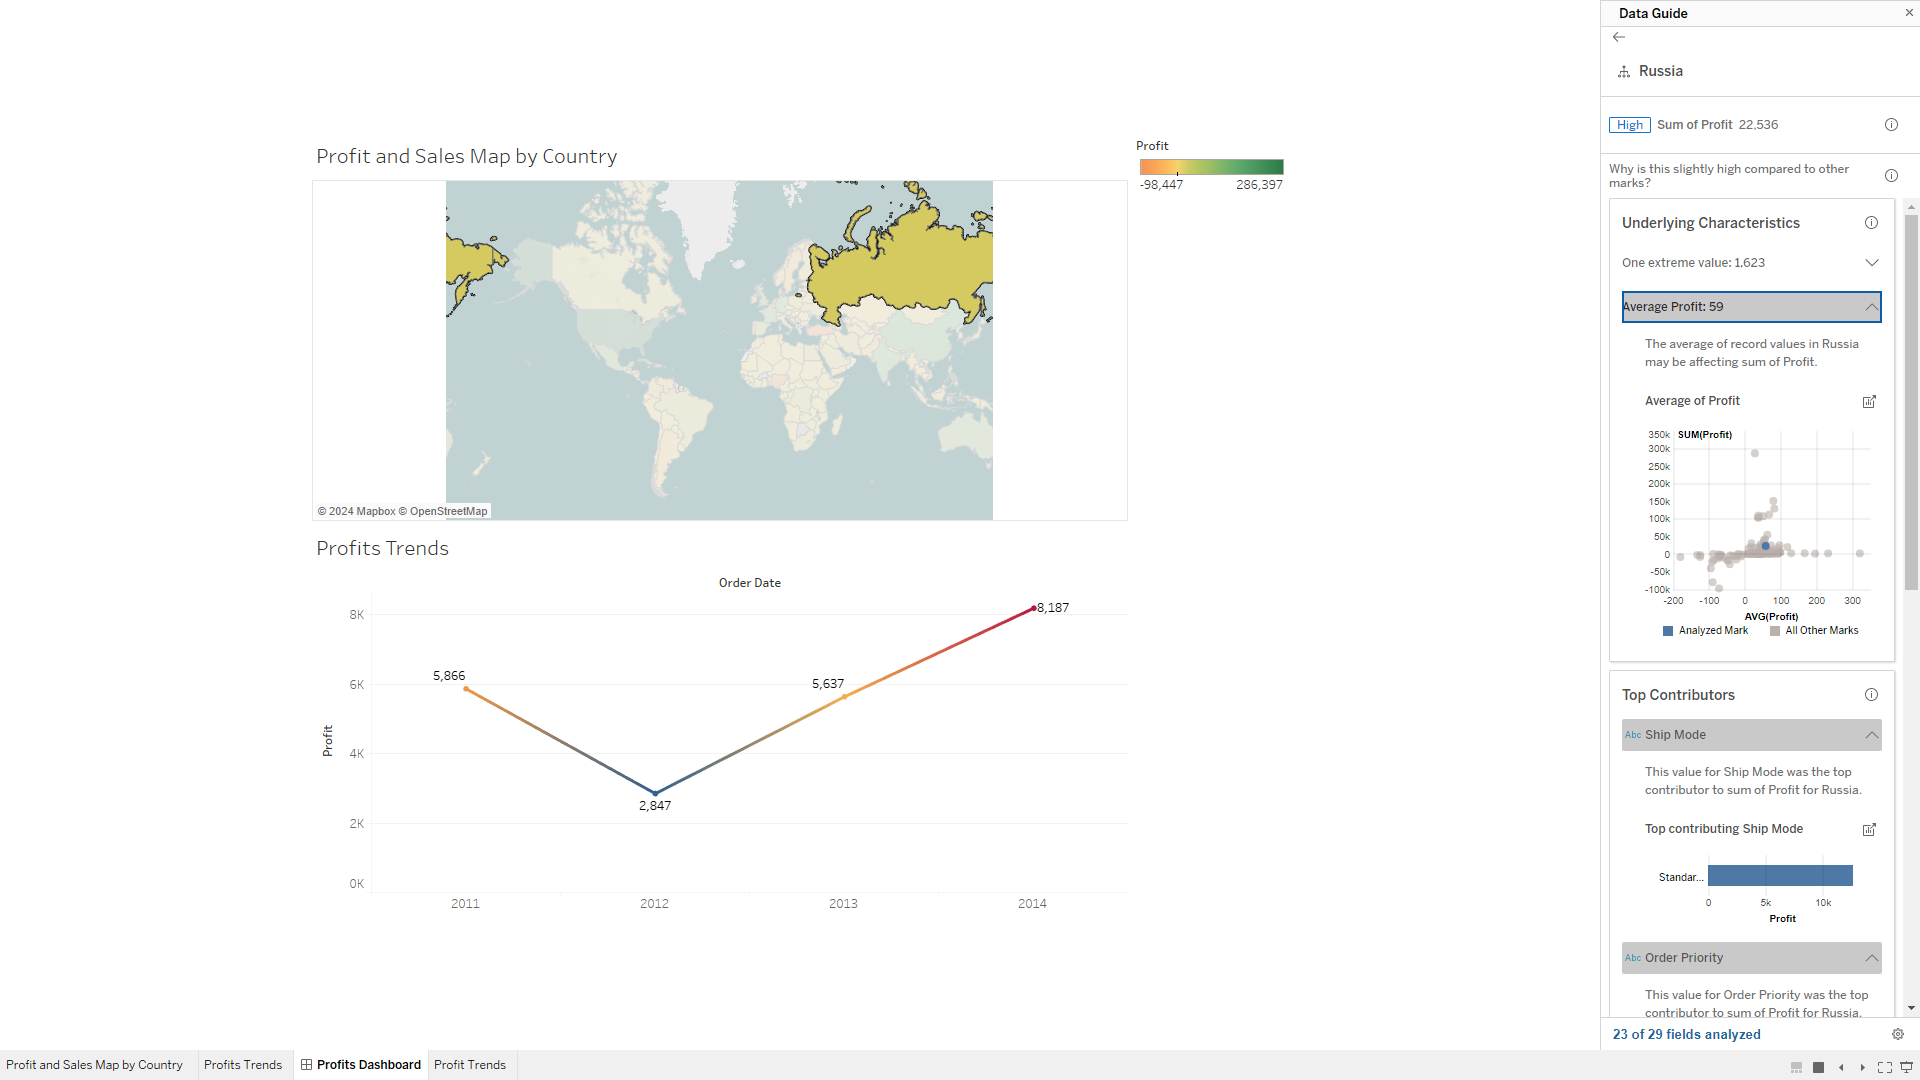 Data Guide
Russia
High Sum of Profit 22,536
Why is this slightly high compared to other
marks?
Underlying Characteristics
One extreme value: 1,623
Average Profit: 59
The average of record values in Russia
may be affecting sum of Profit.
Average of Profit
SUM(Profit)
350k
300k
250k
200k
150k
100k
50k
0
-50k
-100k
-200 -100 0 100 200 300
AVG(Profit)
Analyzed Mark All Other Marks
Top Contributors
Abc Ship Mode
This value for Ship Mode was the top
contributor to sum of Profit for Russia.
Top contributing Ship Mode
Standar...
0 5k 10k
Profit
Abc Order Priority
This value for Order Priority was the top
contributor to sum of Profit for Russia.
23 of 29 fields analyzed
Profit and Sales Map by Country
Profit
-98,447 286,397
© 2024 Mapbox © OpenStreetMap
Profits Trends
Order Date
Profit
8K
6K
4K
2K
0K
5,866
2,847
5,637
8,187
2011 2012 2013 2014
Profit and Sales Map by Country Profits Trends Profits Dashboard Profit Trends